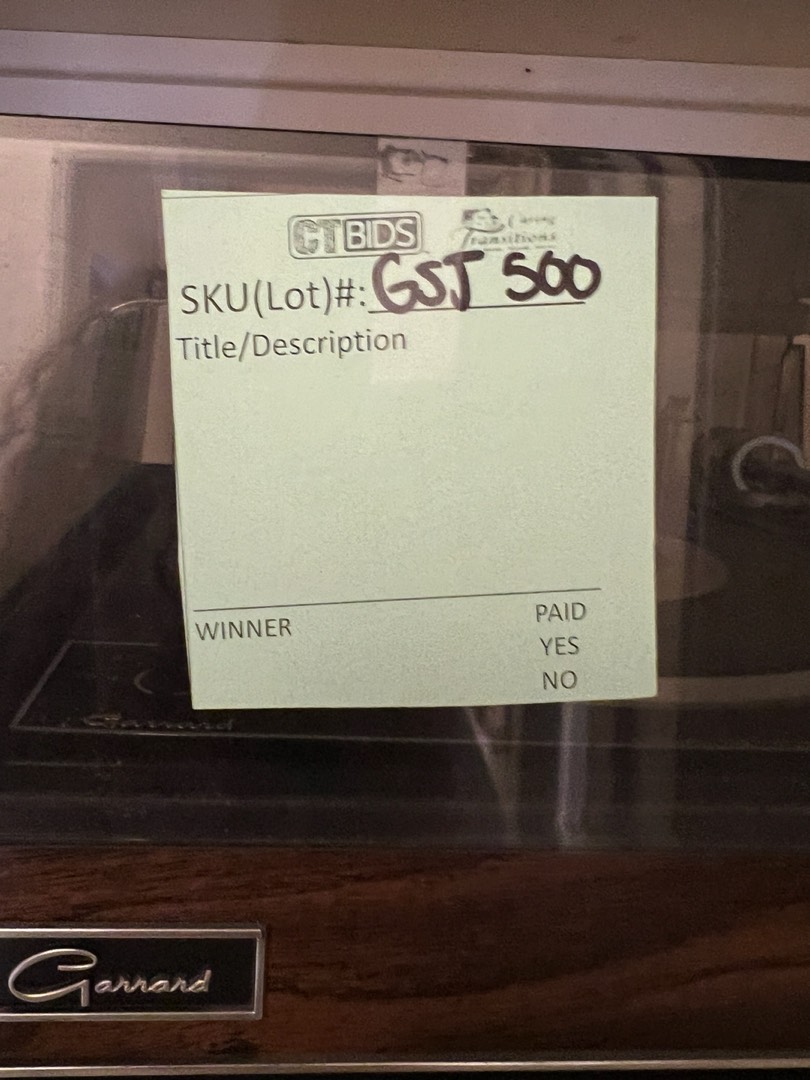 CTBIDS
Caring
Transitions
SKU(Lot)#: GSJ 500
Title/Description
WINNER
PAID
YES
NO
Garrard
Garrard